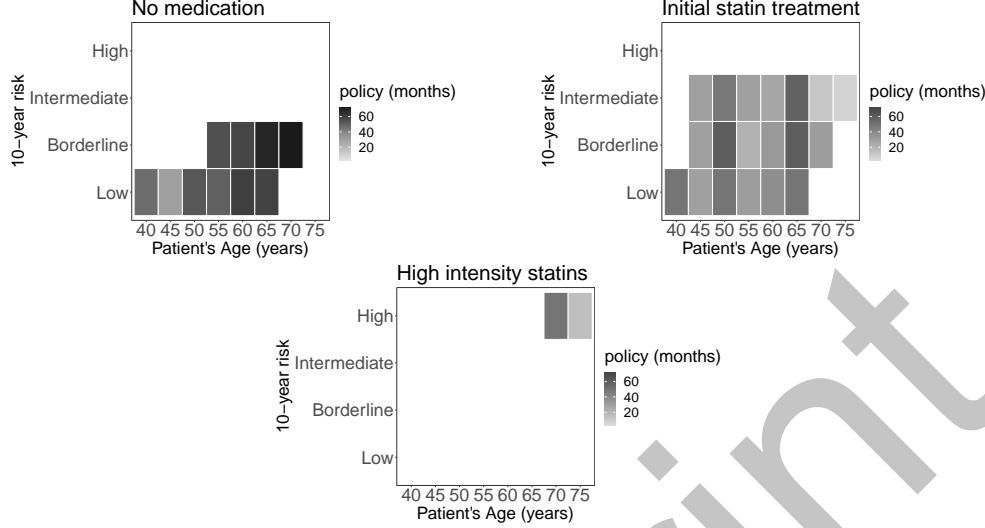 No medication
10−year risk
High
Intermediate
Borderline
Low
40 45 50 55 60 65 70 75
Patient's Age (years)
policy (months)
60
40
20
Initial statin treatment
10−year risk
High
Intermediate
Borderline
Low
40 45 50 55 60 65 70 75
Patient's Age (years)
policy (months)
60
40
20
High intensity statins
10−year risk
High
Intermediate
Borderline
Low
40 45 50 55 60 65 70 75
Patient's Age (years)
policy (months)
60
40
20
int